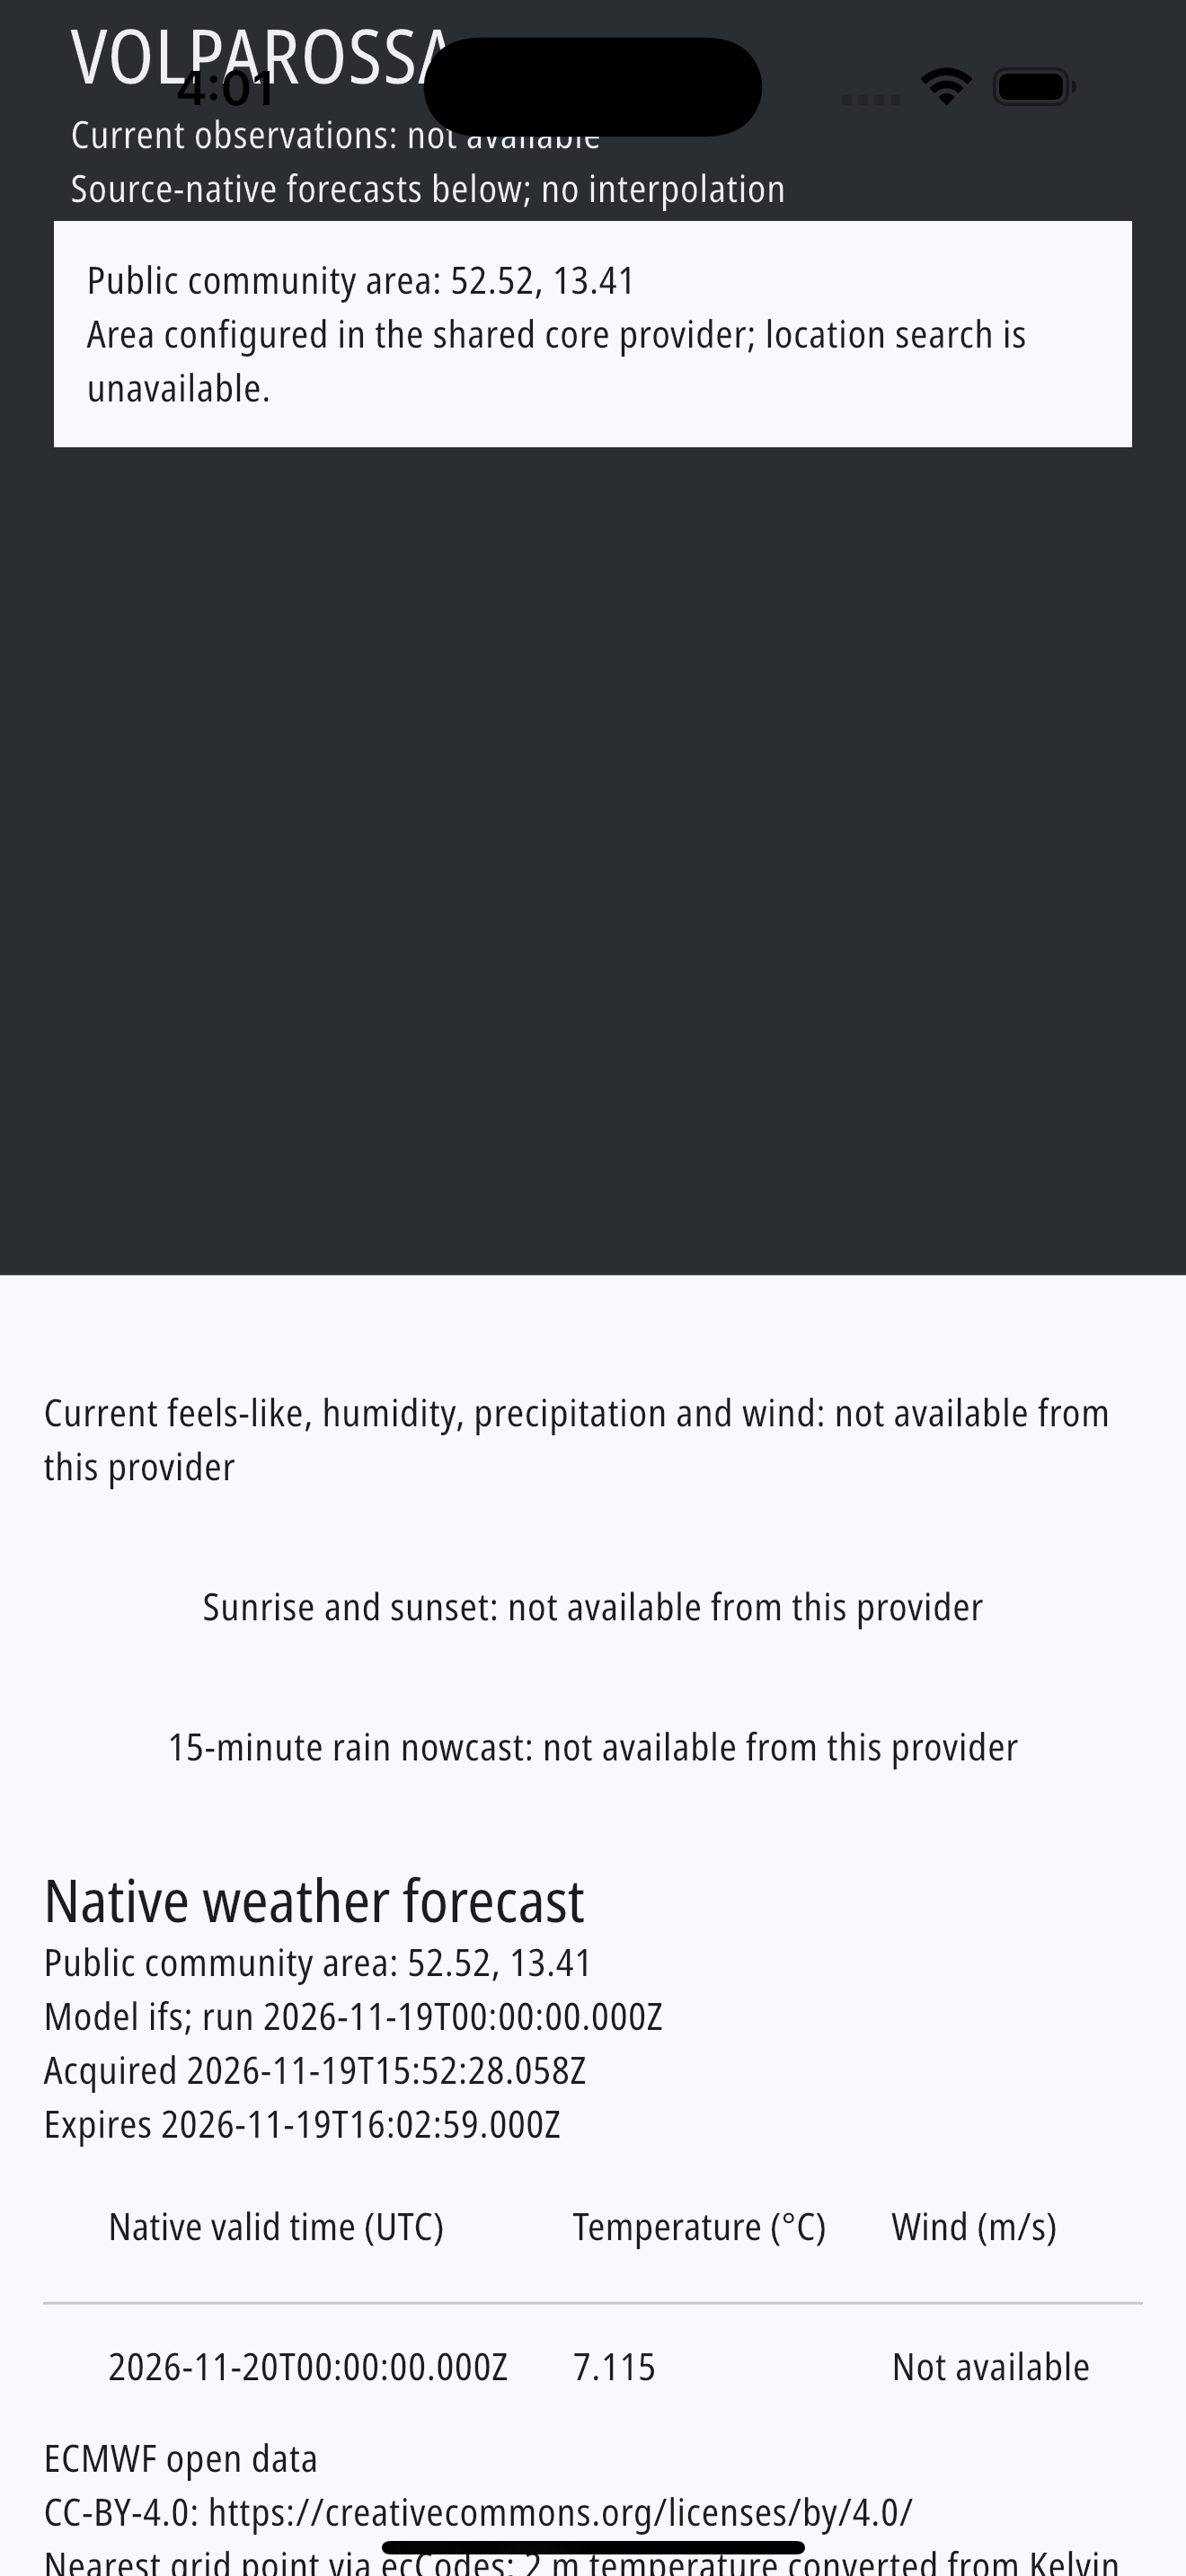 VOLPAROSSA
4:01
Current observations: not available
Source-native forecasts below; no interpolation
Public community area: 52.52, 13.41
Area configured in the shared core provider; location search is
unavailable.
Current feels-like, humidity, precipitation and wind: not available from
this provider
Sunrise and sunset: not available from this provider
15-minute rain nowcast: not available from this provider
Native weather forecast
Public community area: 52.52, 13.41
Model ifs; run 2026-11-19T00:00:00.000Z
Acquired 2026-11-19T15:52:28.058Z
Expires 2026-11-19T16:02:59.000Z
Native valid time (UTC) Temperature (°C) Wind (m/s)
2026-11-20T00:00:00.000Z 7.115 Not available
ECMWF open data
CC-BY-4.0: https://creativecommons.org/licenses/by/4.0/
Nearest grid point via ecCodes; 2 m temperature converted from Kelvin